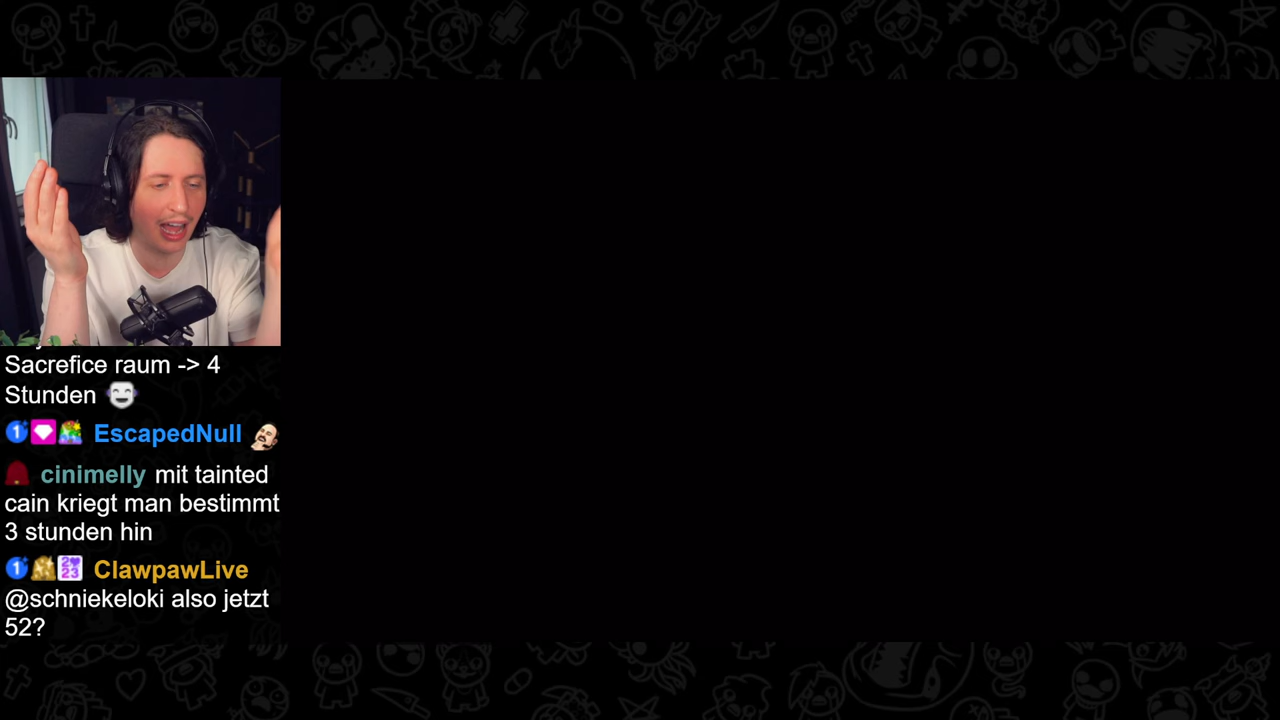 Sacrefice raum -> 4
Stunden
EscapedNull
cinimelly mit tainted
cain kriegt man bestimmt
3 stunden hin
ClawpawLive
@schniekeloki also jetzt
52?